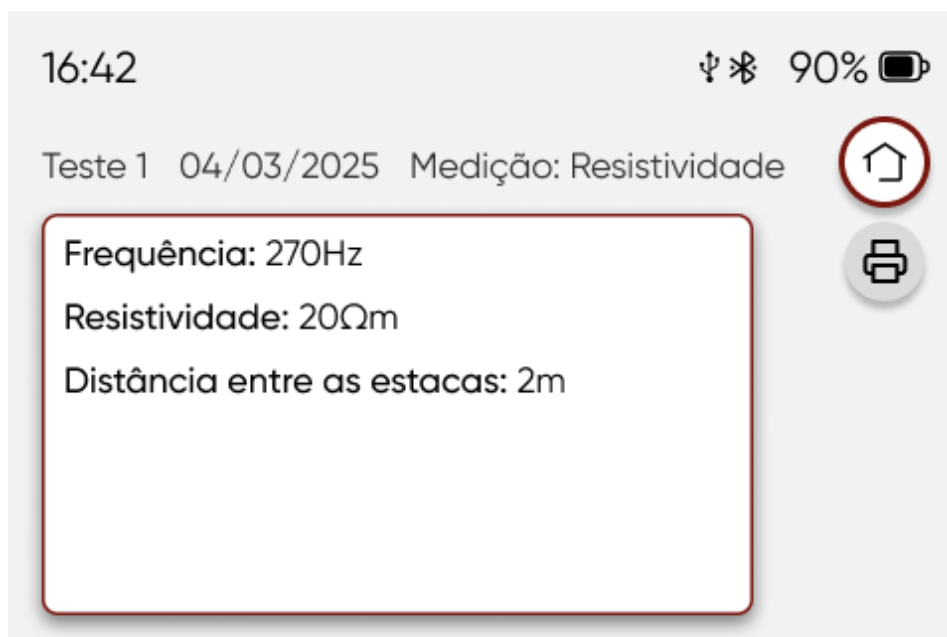 16:42 90%
Teste 1 04/03/2025 Medição: Resistividade
Frequência: 270Hz
Resistividade: 20Ωm
Distância entre as estacas: 2m